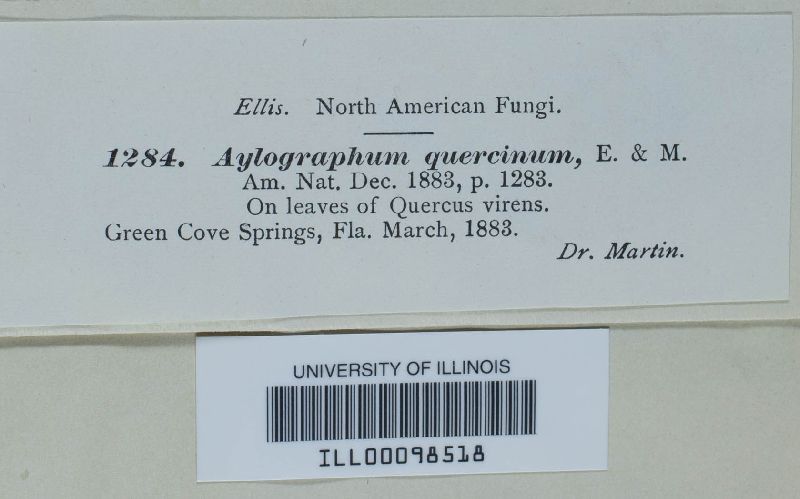 Ellis. North American Fungi.
1284. Aylographum quercinum, E. & M.
Am. Nat. Dec. 1883, p. 1283.
On leaves of Quercus virens.
Green Cove Springs, Fla. March, 1883.
Dr. Martin.
UNIVERSITY OF ILLINOIS
ILL00098518